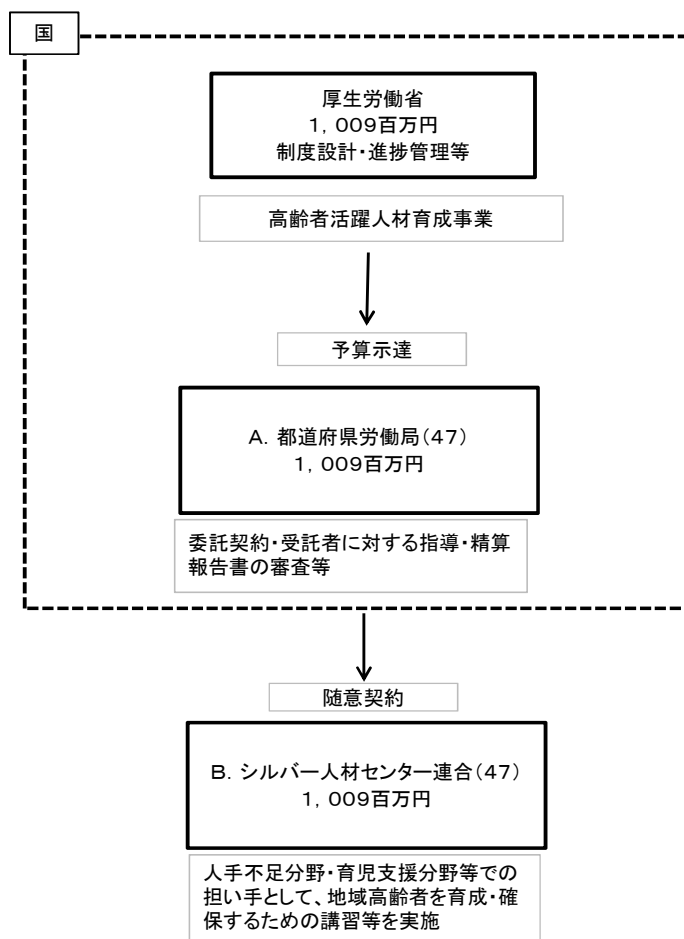 国
厚生労働省
1,009百万円
制度設計・進捗管理等
高齢者活躍人材育成事業
予算示達
A. 都道府県労働局(47)
1,009百万円
委託契約・受託者に対する指導・精算
報告書の審査等
随意契約
B. シルバー人材センター連合(47)
1,009百万円
人手不足分野・育児支援分野等での
担い手として、地域高齢者を育成・確
保するための講習等を実施